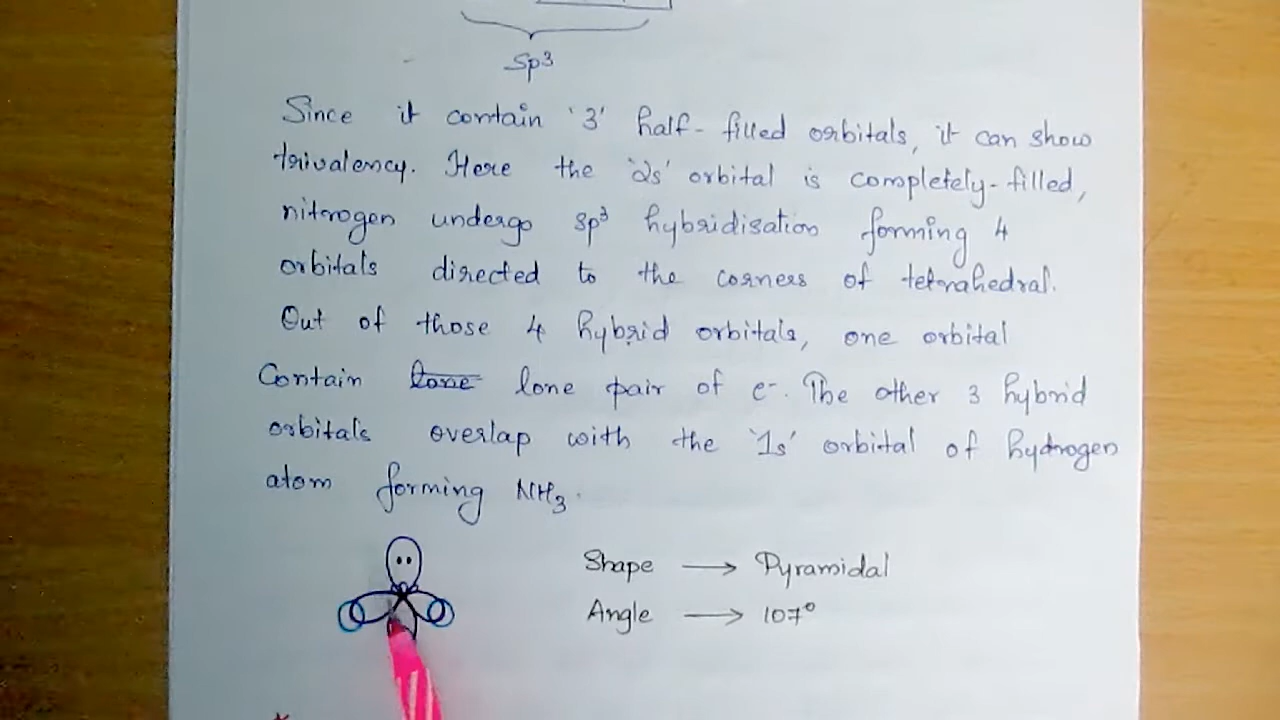 Sp³
Since it contain '3' half-filled orbitals, it can show
trivalency. Here the '2s' orbital is completely-filled,
nitrogen undergo sp³ hybridisation forming 4
orbitals directed to the corners of tetrahedral.
Out of those 4 hybrid orbitals, one orbital
Contain lone lone pair of e⁻. The other 3 hybrid
orbitals overlap with the '1s' orbital of hydrogen
atom forming NH₃.
Shape → Pyramidal
Angle → 107°